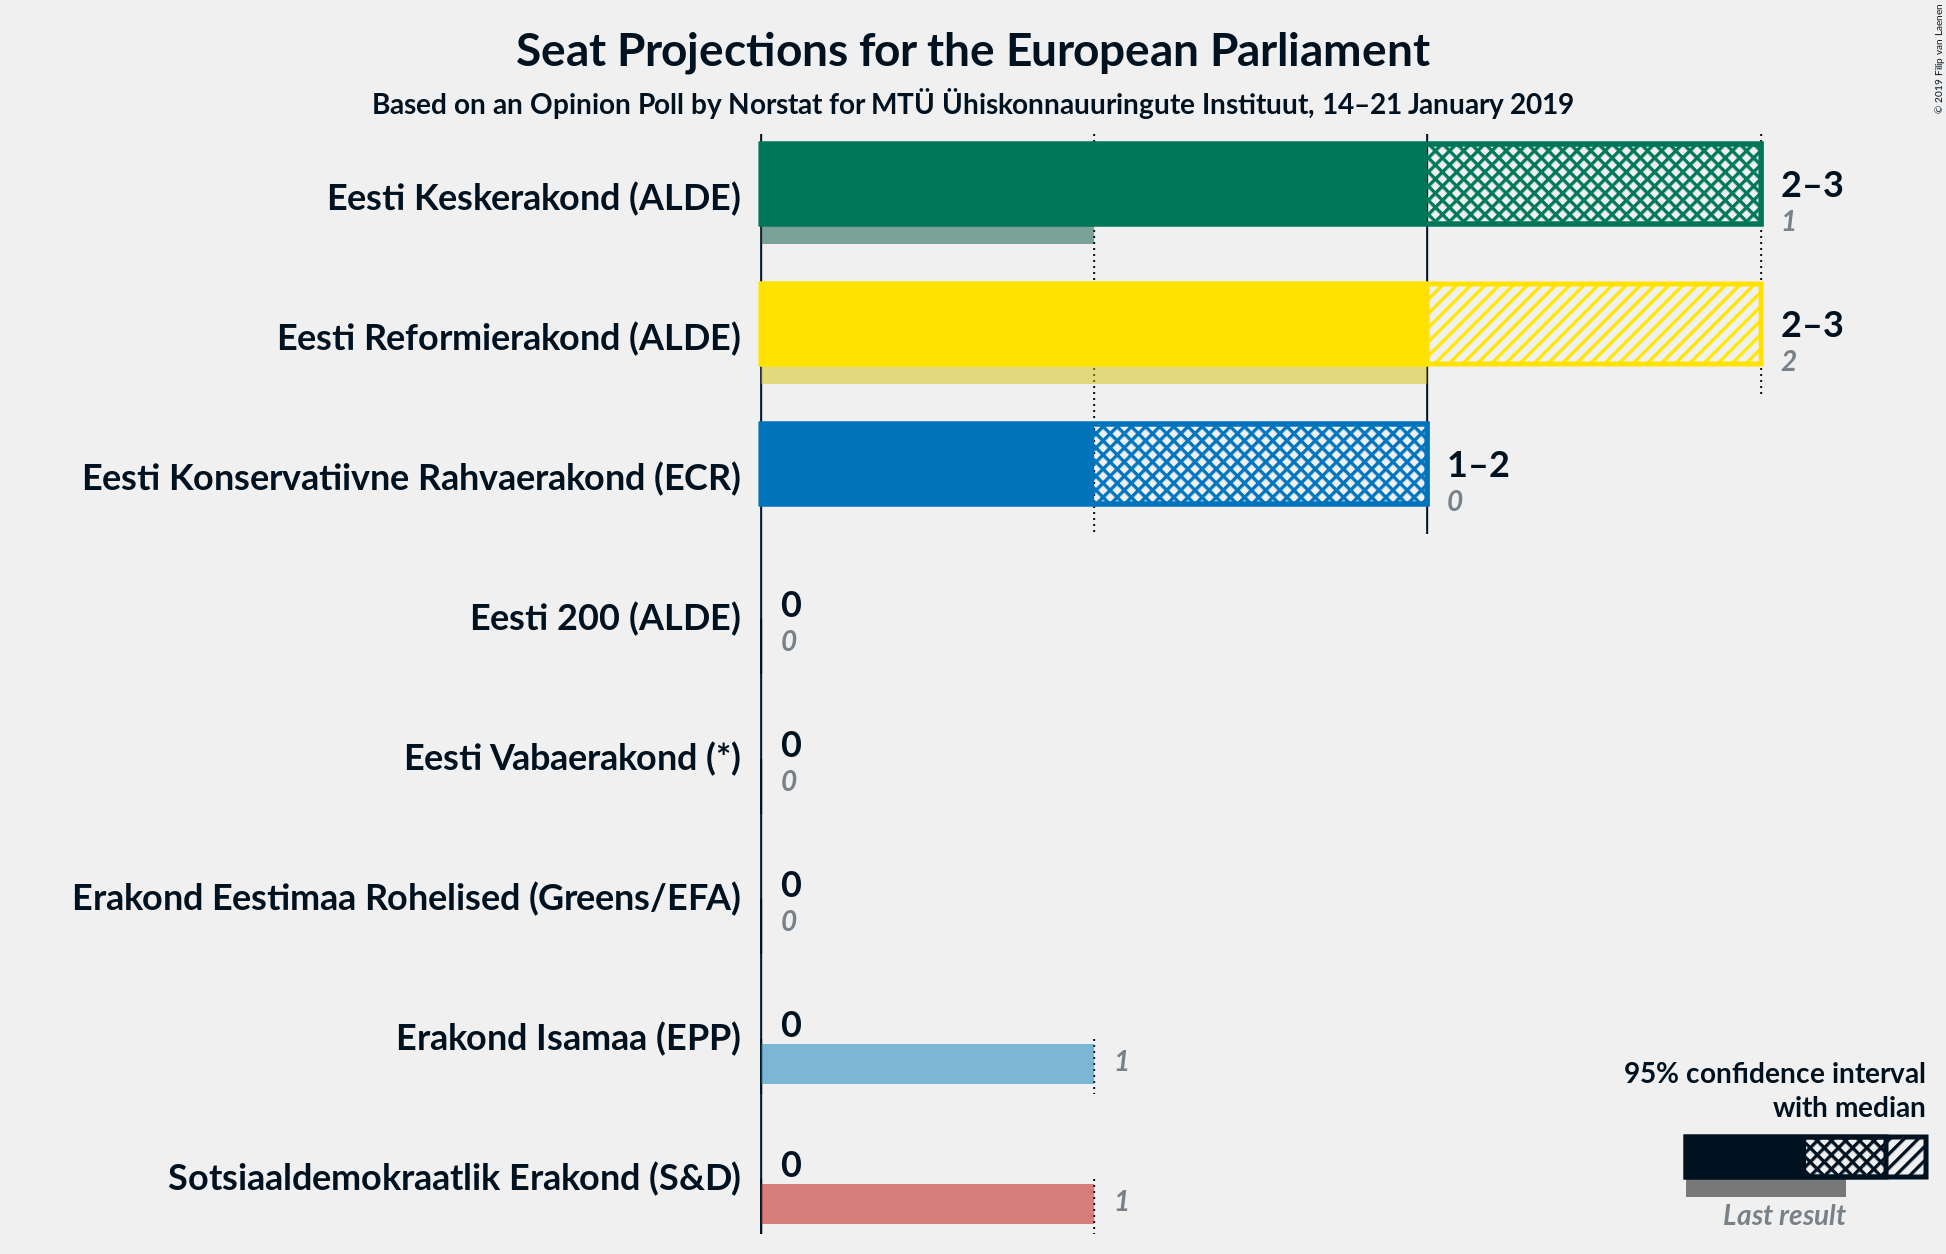 Seat Projections for the European Parliament
Based on an Opinion Poll by Norstat for MTÜ Ühiskonnauuringute Instituut, 14–21 January 2019
© 2019 Filip van Laenen
Eesti Keskerakond (ALDE)
2–3
1
Eesti Reformierakond (ALDE)
2–3
2
Eesti Konservatiivne Rahvaerakond (ECR)
1–2
0
Eesti 200 (ALDE)
0
0
Eesti Vabaerakond (*)
0
0
Erakond Eestimaa Rohelised (Greens/EFA)
0
0
Erakond Isamaa (EPP)
0
1
Sotsiaaldemokraatlik Erakond (S&D)
0
1
95% confidence interval
with median
Last result